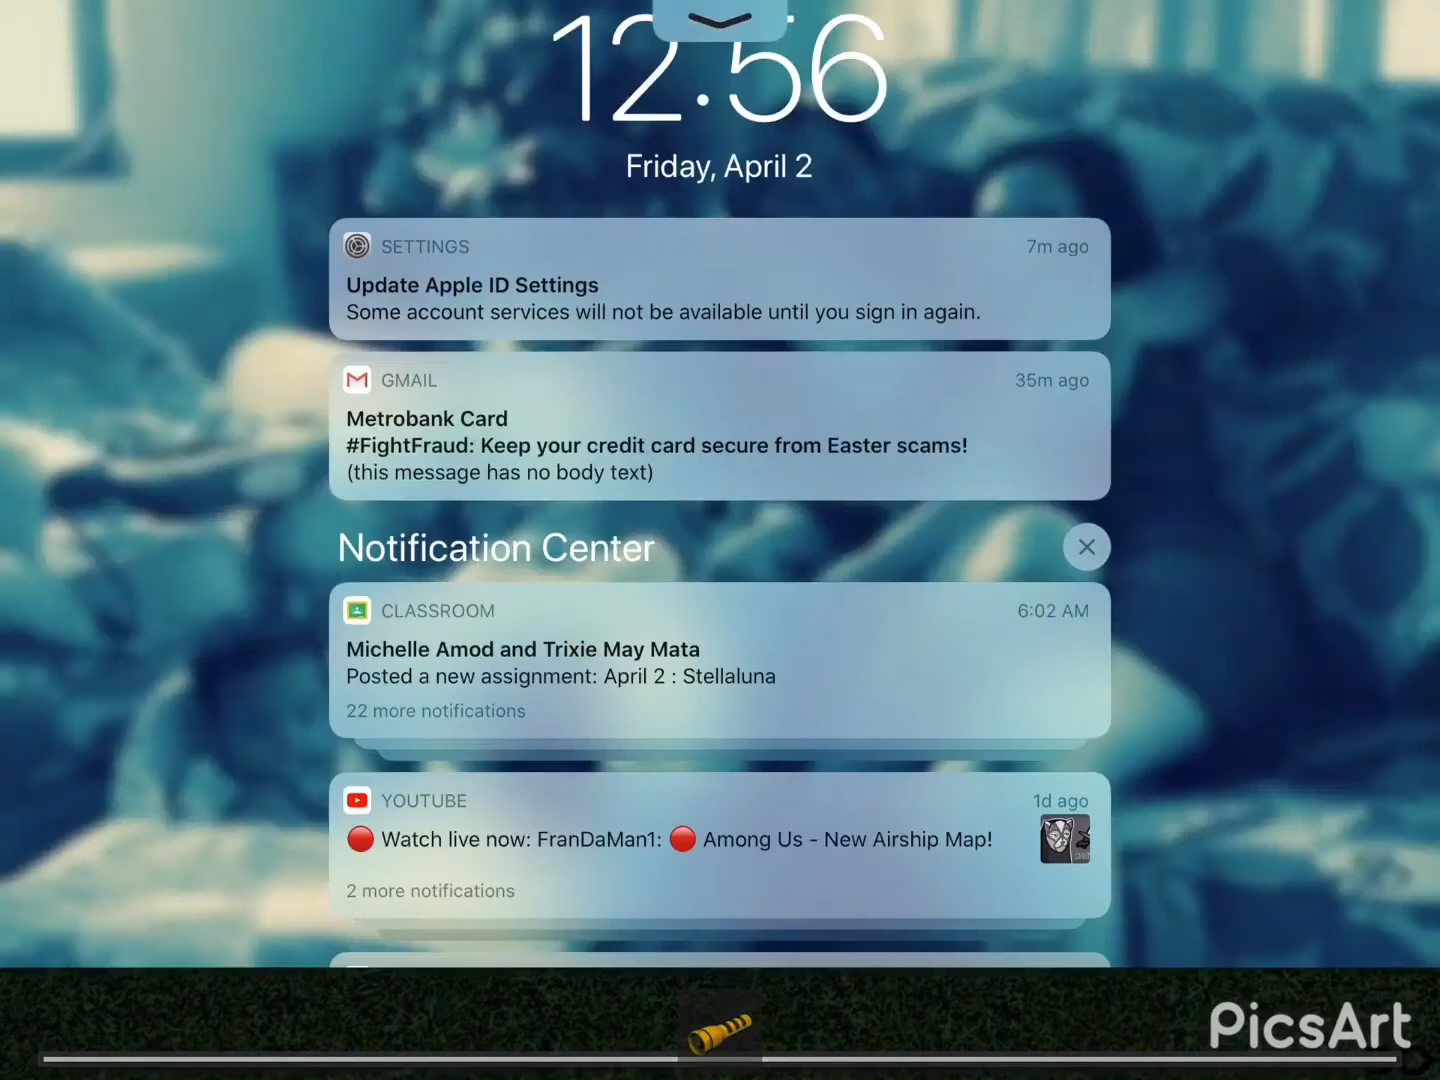 12:56
Friday, April 2
SETTINGS
7m ago
Update Apple ID Settings
Some account services will not be available until you sign in again.
GMAIL
35m ago
Metrobank Card
#FightFraud: Keep your credit card secure from Easter scams!
(this message has no body text)
Notification Center
CLASSROOM
6:02 AM
Michelle Amod and Trixie May Mata
Posted a new assignment: April 2 : Stellaluna
22 more notifications
YOUTUBE
1d ago
🔴 Watch live now: FranDaMan1: 🔴 Among Us - New Airship Map!
2 more notifications
PicsArt